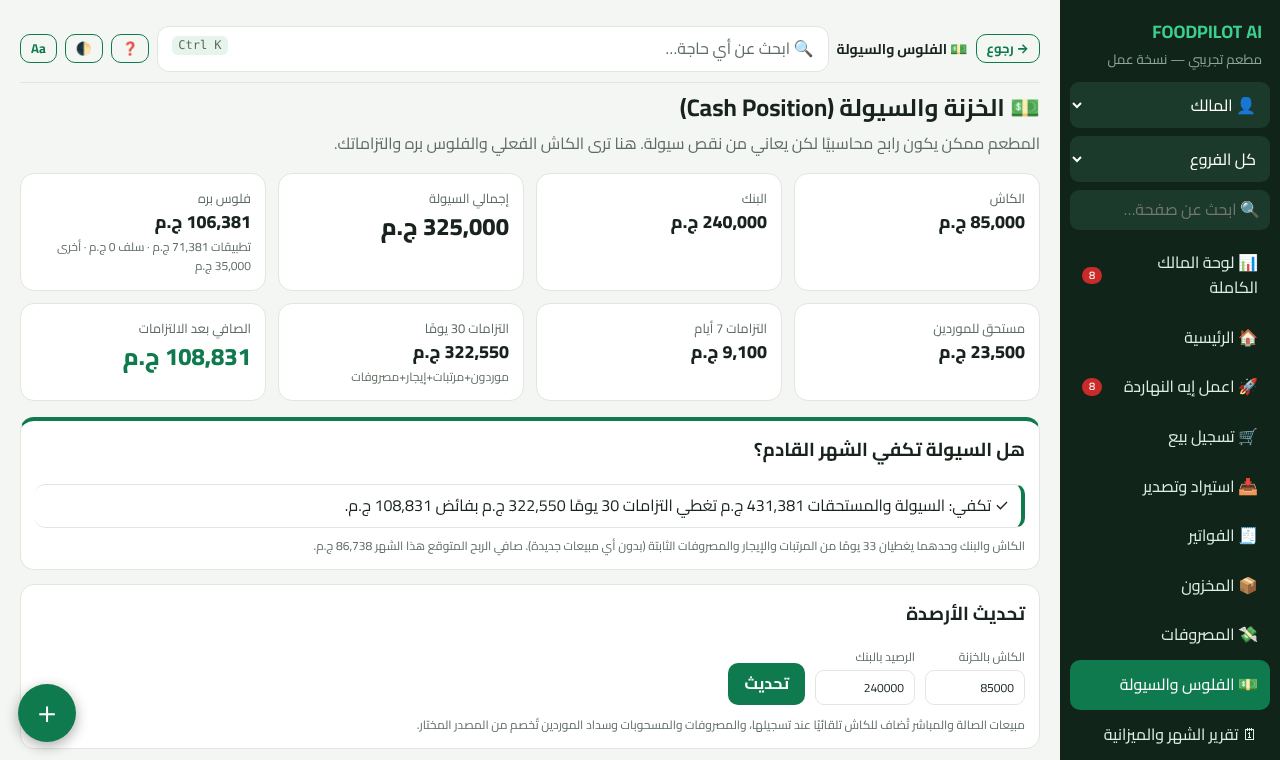 FOODPILOT AI
مطعم تجريبي — نسخة عمل
👤 المالك
كل الفروع
🔍 ابحث عن صفحة...
📊 لوحة المالك الكاملة
8
🏠 الرئيسية
🚀 اعمل إيه النهاردة
8
🛒 تسجيل بيع
📥 استيراد وتصدير
🧾 الفواتير
📦 المخزون
💸 المصروفات
💵 الفلوس والسيولة
🗓 تقرير الشهر والميزانية
→ رجوع
💵 الفلوس والسيولة
🔍 ابحث عن أي حاجة...
Ctrl K
❓
🌓
Aa
💵 الخزنة والسيولة (Cash Position)
المطعم ممكن يكون رابح محاسبيًا لكن يعاني من نقص سيولة. هنا ترى الكاش الفعلي والفلوس بره والتزاماتك.
الكاش
85,000 ج.م
البنك
240,000 ج.م
إجمالي السيولة
325,000 ج.م
فلوس بره
106,381 ج.م
تطبيقات 71,381 ج.م · سلف 0 ج.م · أخرى
35,000 ج.م
مستحق للموردين
23,500 ج.م
التزامات 7 أيام
9,100 ج.م
التزامات 30 يومًا
322,550 ج.م
موردون+مرتبات+إيجار+مصروفات
الصافي بعد الالتزامات
108,831 ج.م
هل السيولة تكفي الشهر القادم؟
✓ تكفي: السيولة والمستحقات 431,381 ج.م تغطي التزامات 30 يومًا 322,550 ج.م بفائض 108,831 ج.م.
الكاش والبنك وحدهما يغطيان 33 يومًا من المرتبات والإيجار والمصروفات الثابتة (بدون أي مبيعات جديدة). صافي الربح المتوقع هذا الشهر 86,738 ج.م.
تحديث الأرصدة
الكاش بالخزنة
85000
الرصيد بالبنك
240000
تحديث
مبيعات الصالة والمباشر تُضاف للكاش تلقائيًا عند تسجيلها، والمصروفات والمسحوبات وسداد الموردين تُخصم من المصدر المختار.
+